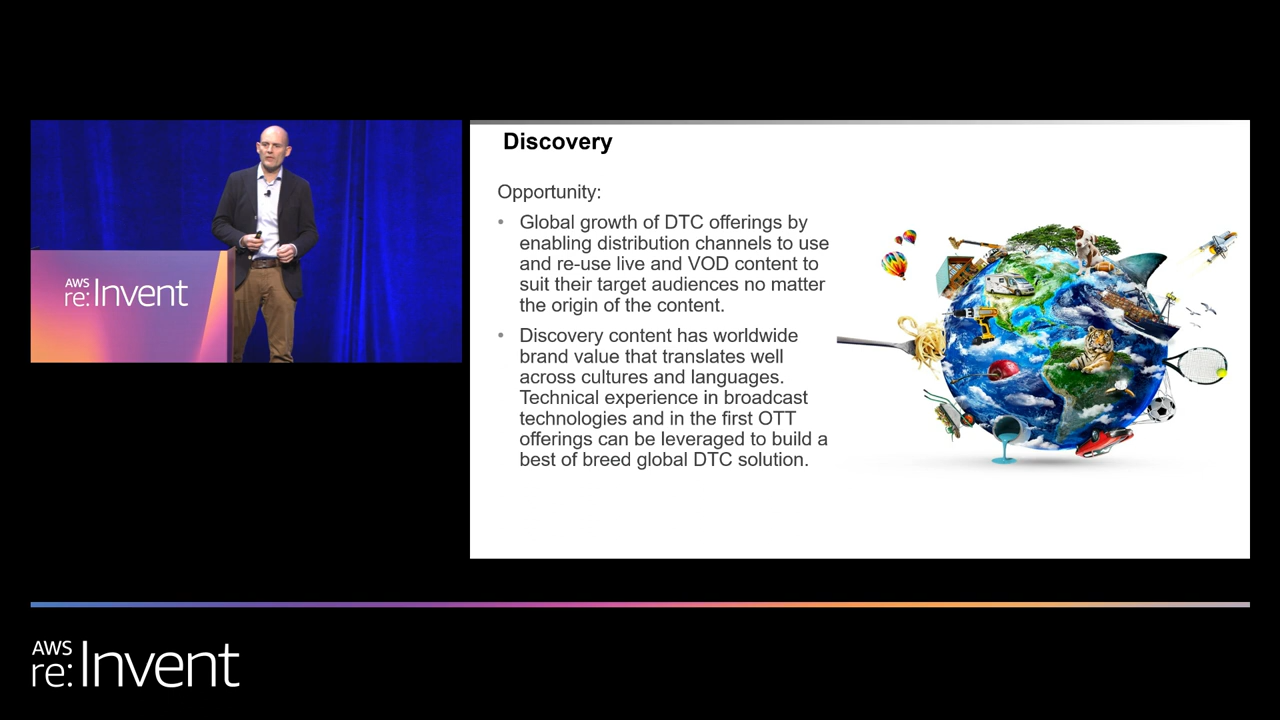 AWS
re:Invent
Discovery
Opportunity:
• Global growth of DTC offerings by
enabling distribution channels to use
and re-use live and VOD content to
suit their target audiences no matter
the origin of the content.
• Discovery content has worldwide
brand value that translates well
across cultures and languages.
Technical experience in broadcast
technologies and in the first OTT
offerings can be leveraged to build a
best of breed global DTC solution.
AWS
re:Invent